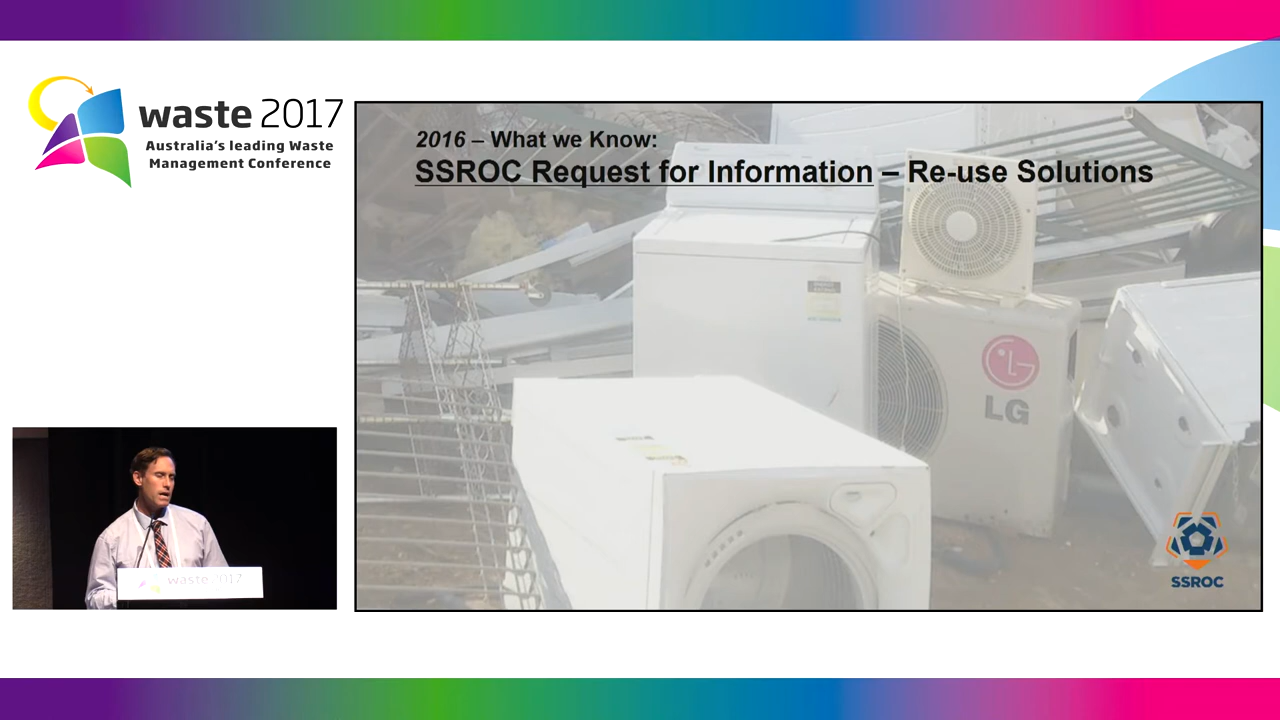 waste 2017
Australia's leading Waste
Management Conference
2016 – What we Know:
SSROC Request for Information – Re-use Solutions
LG
SSROC
waste 2017